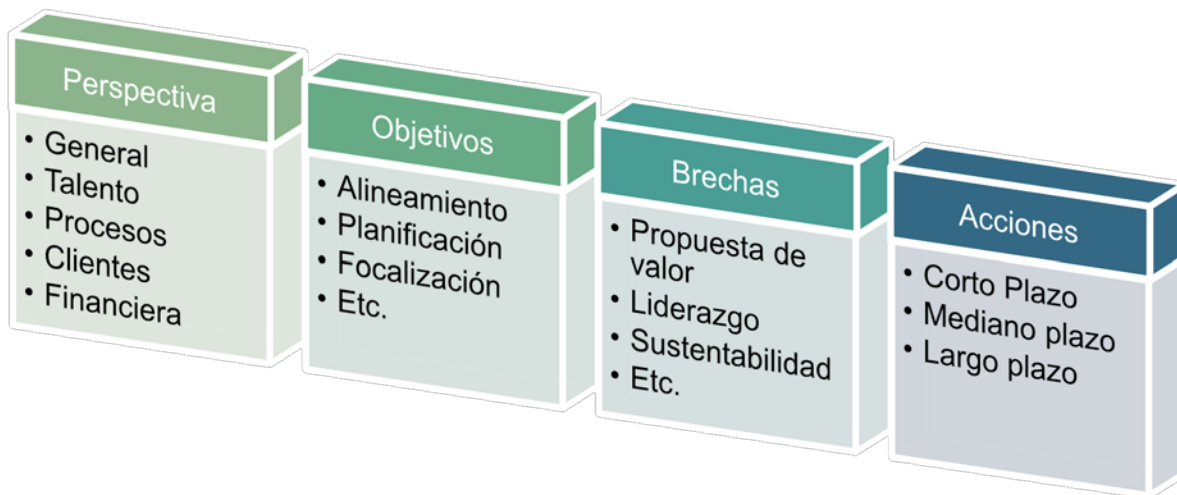 Perspectiva
• General
• Talento
• Procesos
• Clientes
• Financiera
Objetivos
• Alineamiento
• Planificación
• Focalización
• Etc.
Brechas
• Propuesta de
valor
• Liderazgo
• Sustentabilidad
• Etc.
Acciones
• Corto Plazo
• Mediano plazo
• Largo plazo